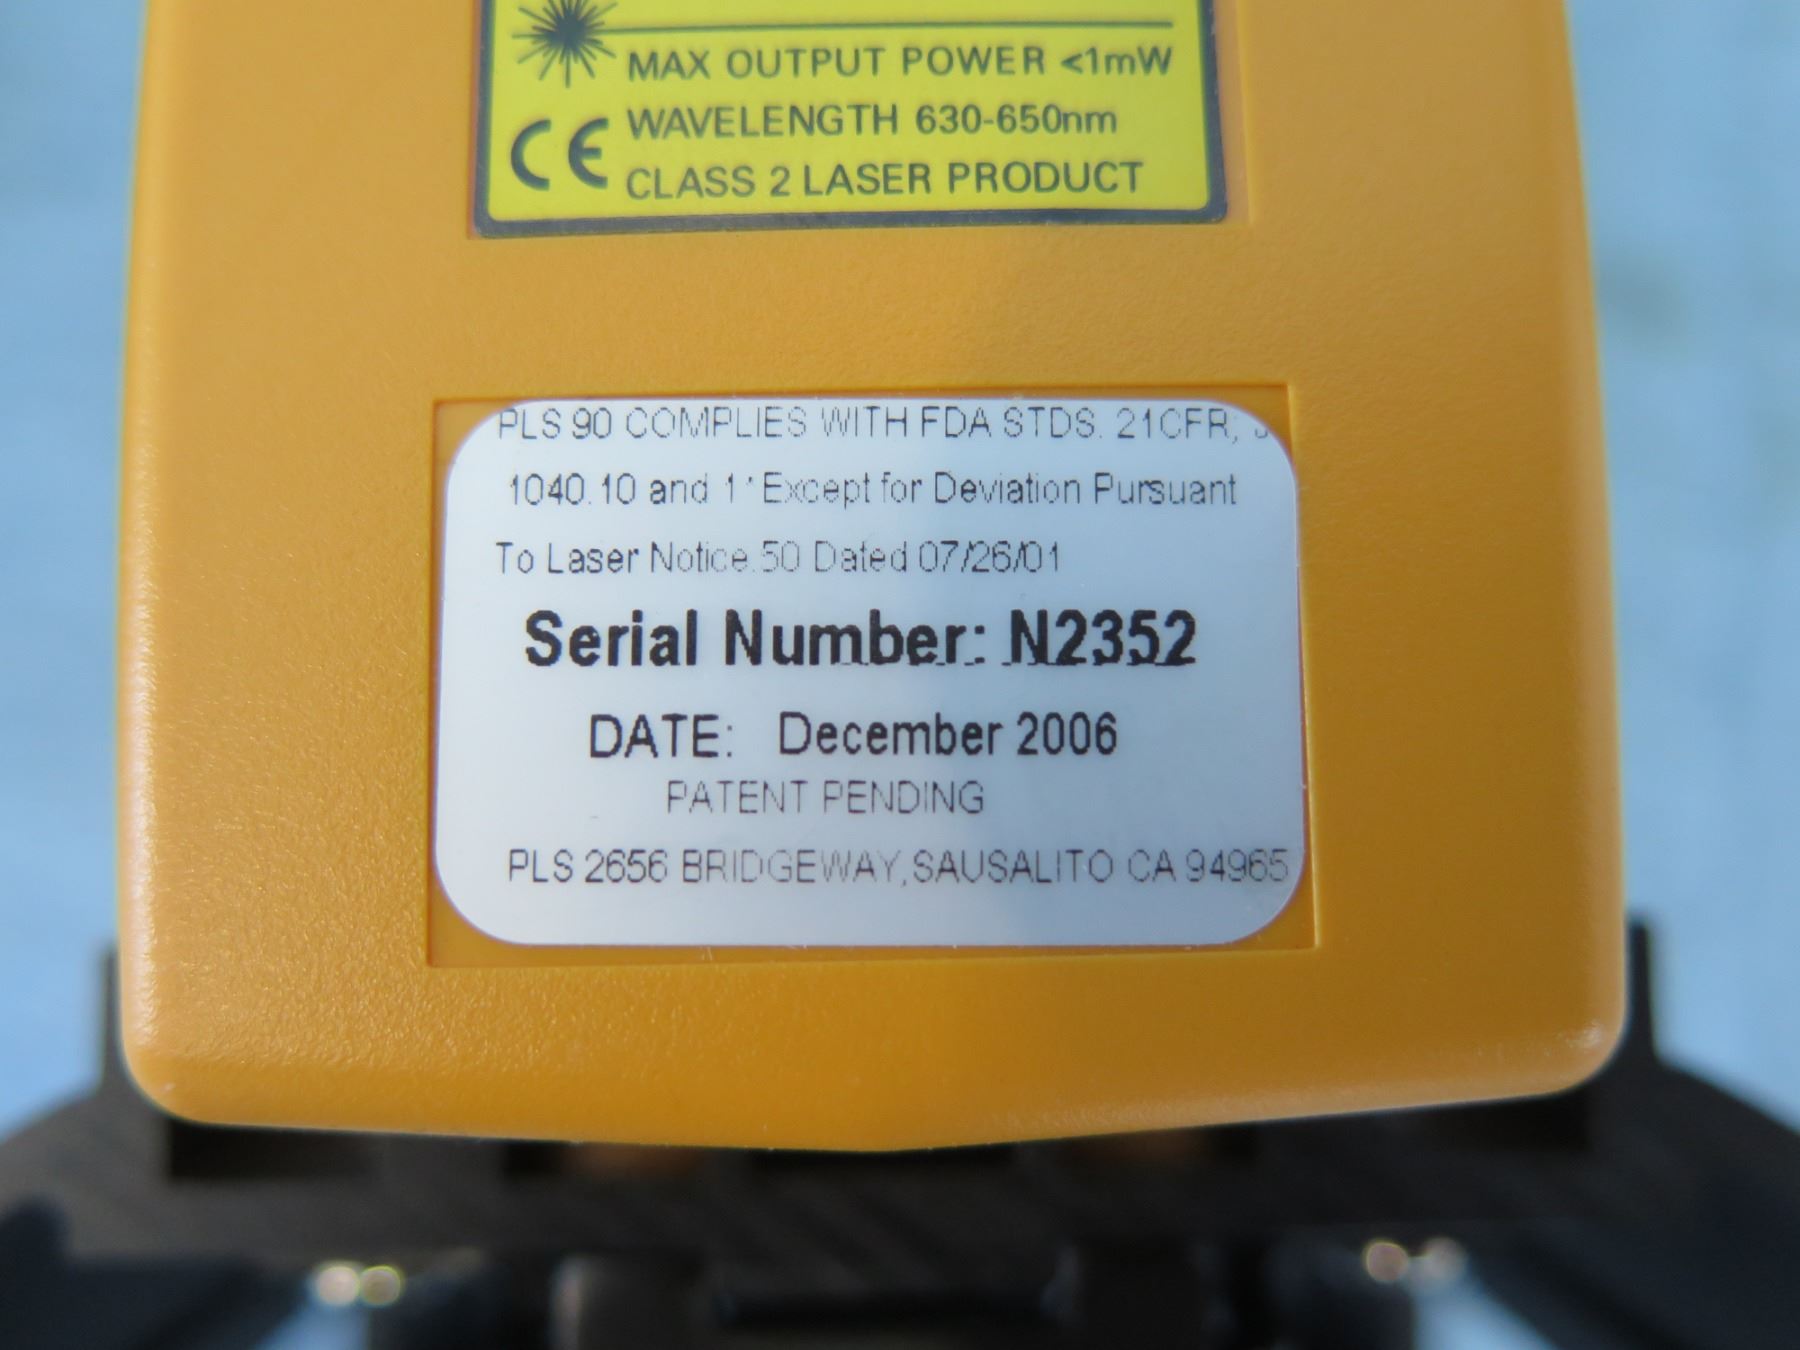 MAX OUTPUT POWER <1mW
CE
WAVELENGTH 630-650nm
CLASS 2 LASER PRODUCT
PLS 90 COMPLIES WITH FDA STDS. 21CFR,
1040.10 and Except for Deviation Pursuant
To Laser Notice.50 Dated 07/26/01
Serial Number: N2352
DATE: December 2006
PATENT PENDING
PLS 2656 BRIDGEWAY,SAUSALITO CA 94965